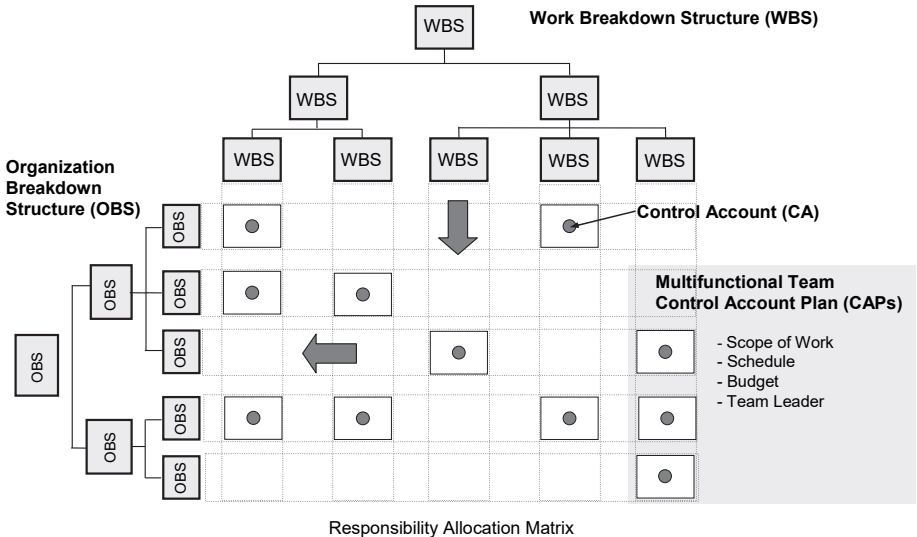 Work Breakdown Structure (WBS)
WBS
WBS
WBS
WBS
WBS
WBS
WBS
WBS
Organization
Breakdown
Structure (OBS)
OBS
OBS
OBS
OBS
OBS
OBS
OBS
OBS
Control Account (CA)
Multifunctional Team
Control Account Plan (CAPs)
- Scope of Work
- Schedule
- Budget
- Team Leader
Responsibility Allocation Matrix